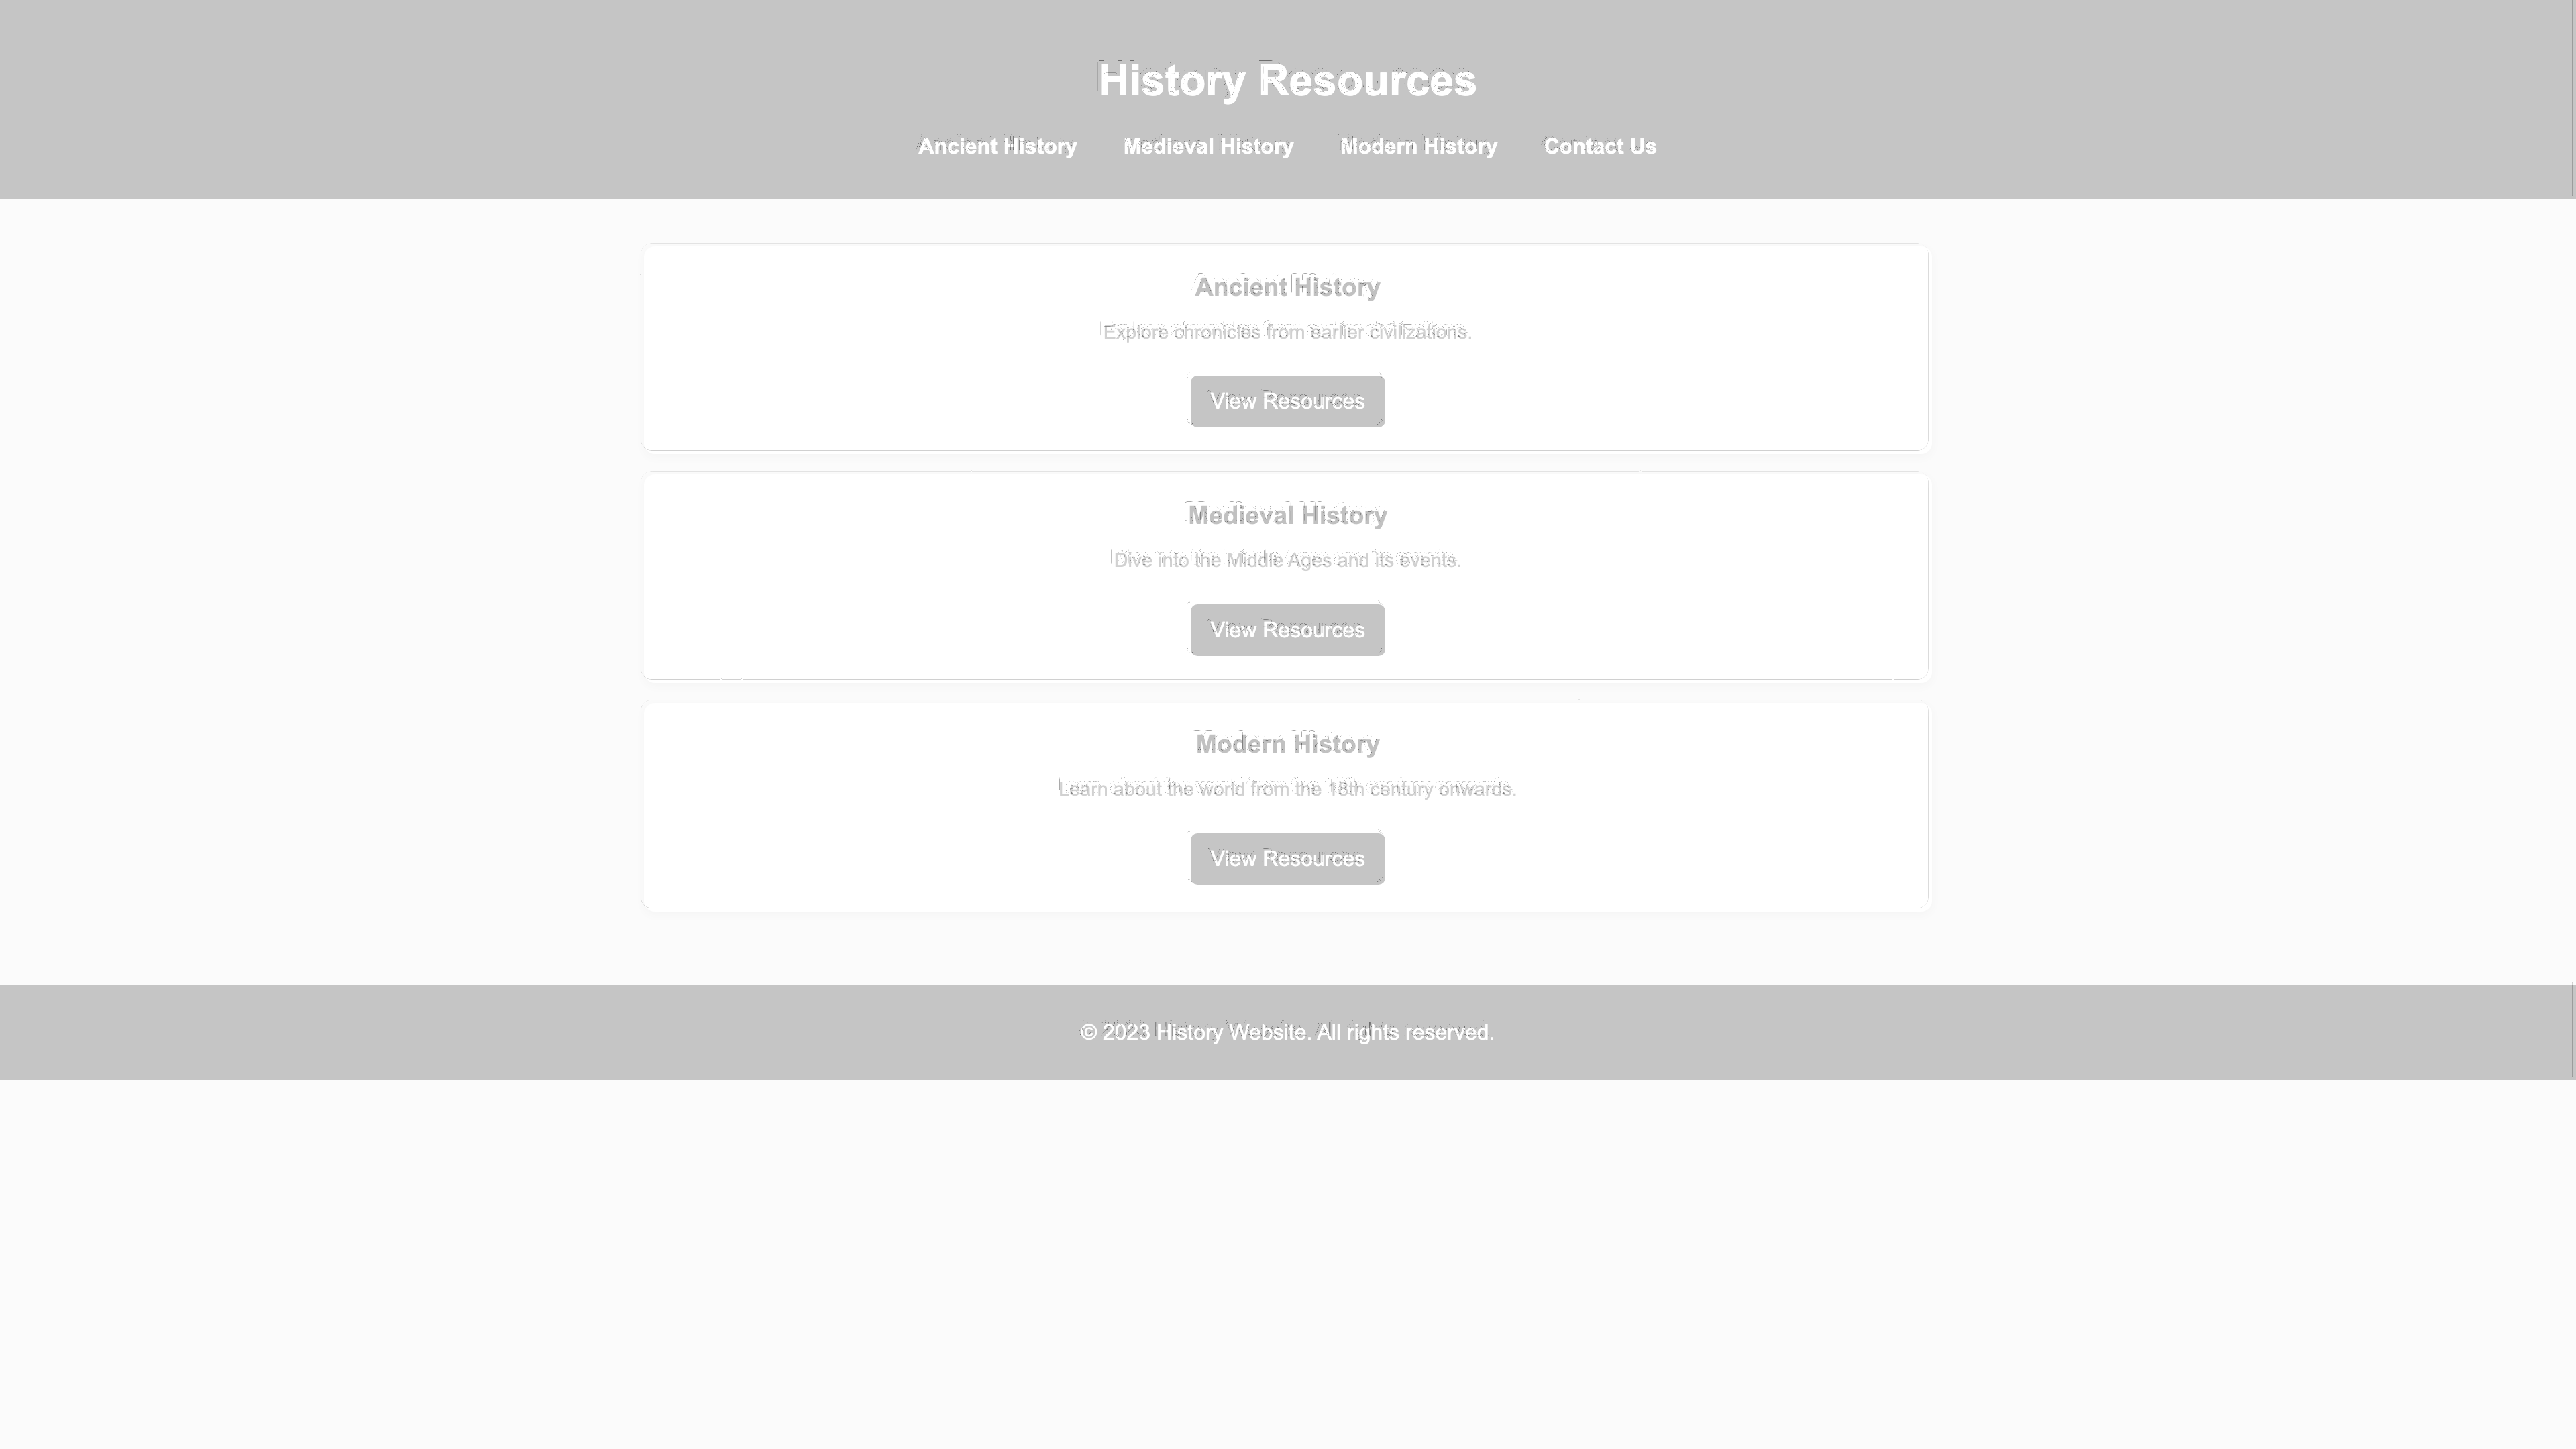 History Resources
Ancient History Medieval History Modern History Contact Us
Ancient History
Explore chronicles from earlier civilizations.
View Resources
Medieval History
Dive into the Middle Ages and its events.
View Resources
Modern History
Learn about the world from the 18th century onwards.
View Resources
© 2023 History Website. All rights reserved.